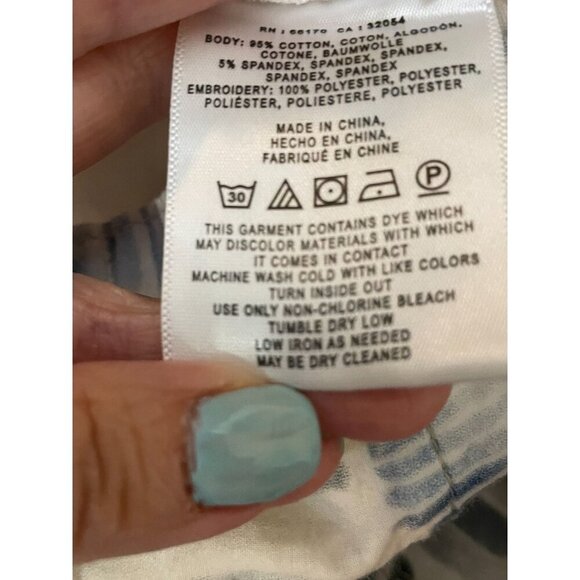 RN : 66170 CA : 32054
BODY: 95% COTTON, COTON, ALGODÓN,
COTONE, BAUMWOLLE
5% SPANDEX, SPANDEX, SPANDEX,
SPANDEX, SPANDEX
EMBROIDERY: 100% POLYESTER, POLYESTER,
POLIÉSTER, POLIESTERE, POLYESTER
MADE IN CHINA,
HECHO EN CHINA,
FABRIQUÉ EN CHINE
30 P
THIS GARMENT CONTAINS DYE WHICH
MAY DISCOLOR MATERIALS WITH WHICH
IT COMES IN CONTACT
MACHINE WASH COLD WITH LIKE COLORS
TURN INSIDE OUT
USE ONLY NON-CHLORINE BLEACH
TUMBLE DRY LOW
LOW IRON AS NEEDED
MAY BE DRY CLEANED